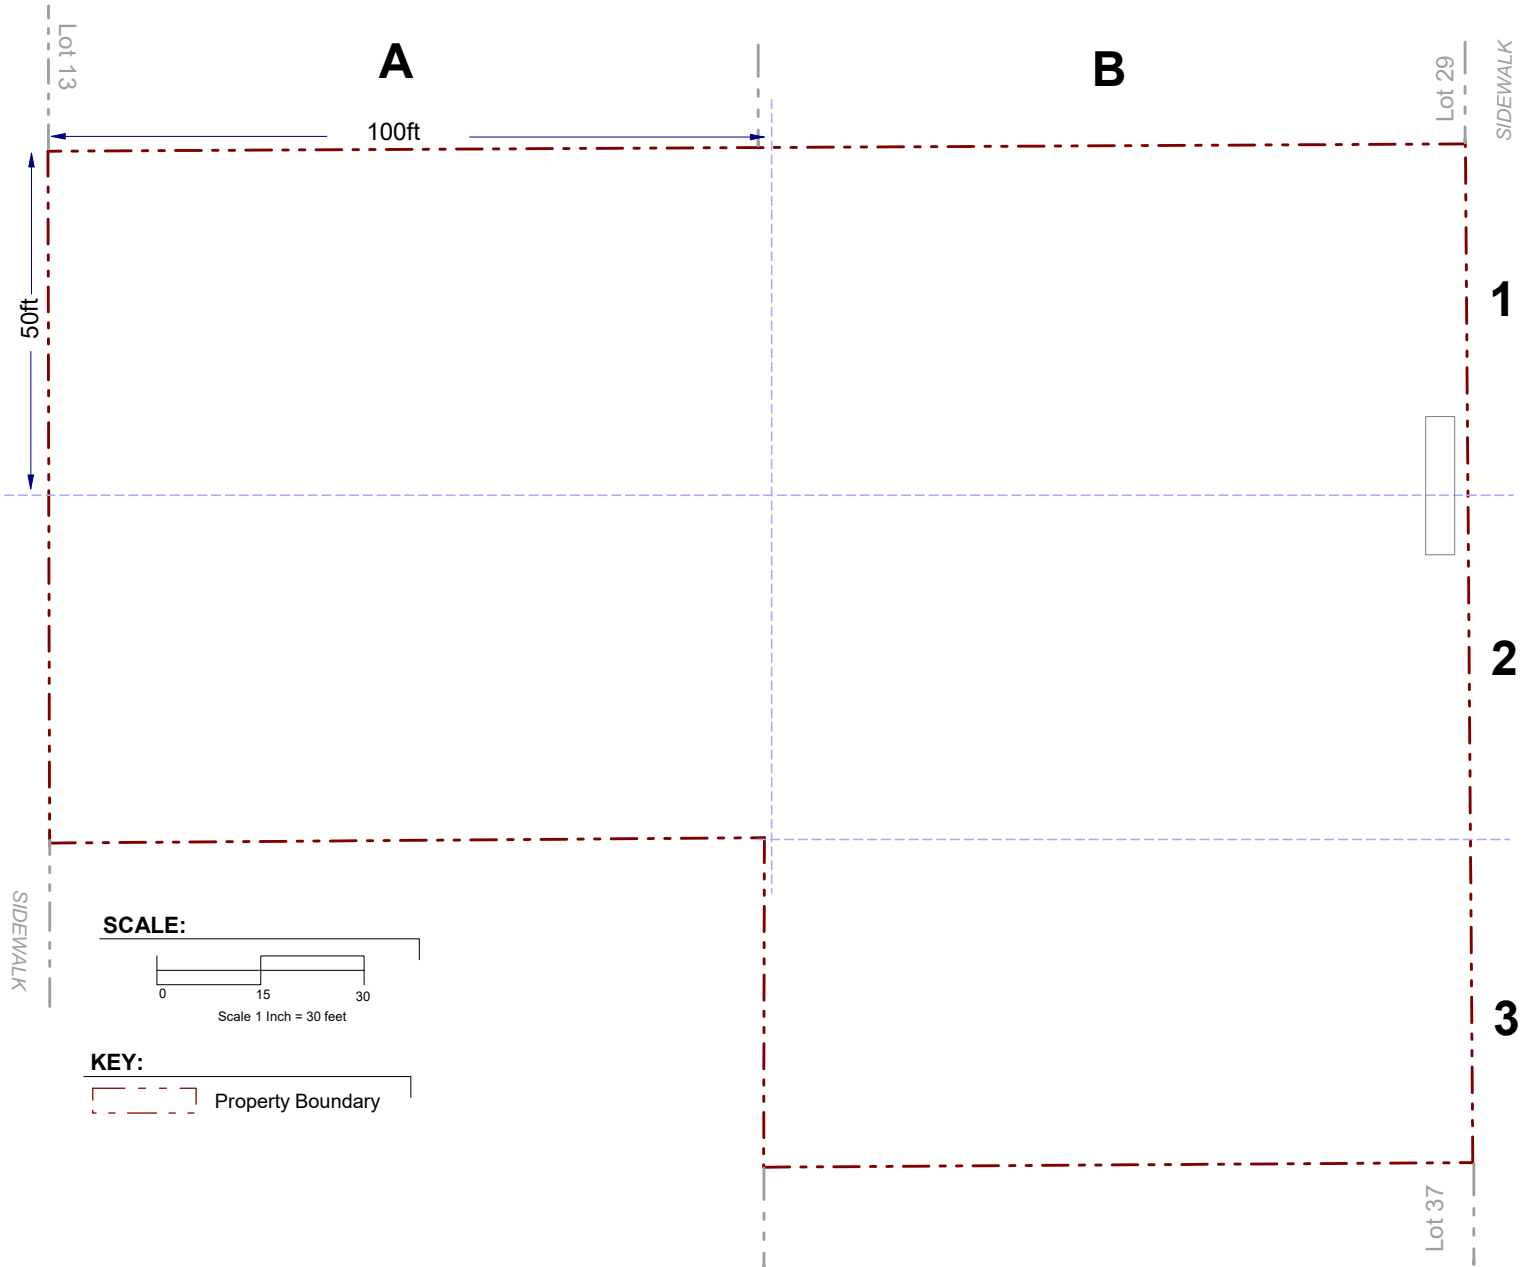 Lot 13
A
B
Lot 29
SIDEWALK
100ft
50ft
1
2
SIDEWALK
SCALE:
0 15 30
Scale 1 Inch = 30 feet
3
KEY:
Property Boundary
Lot 37